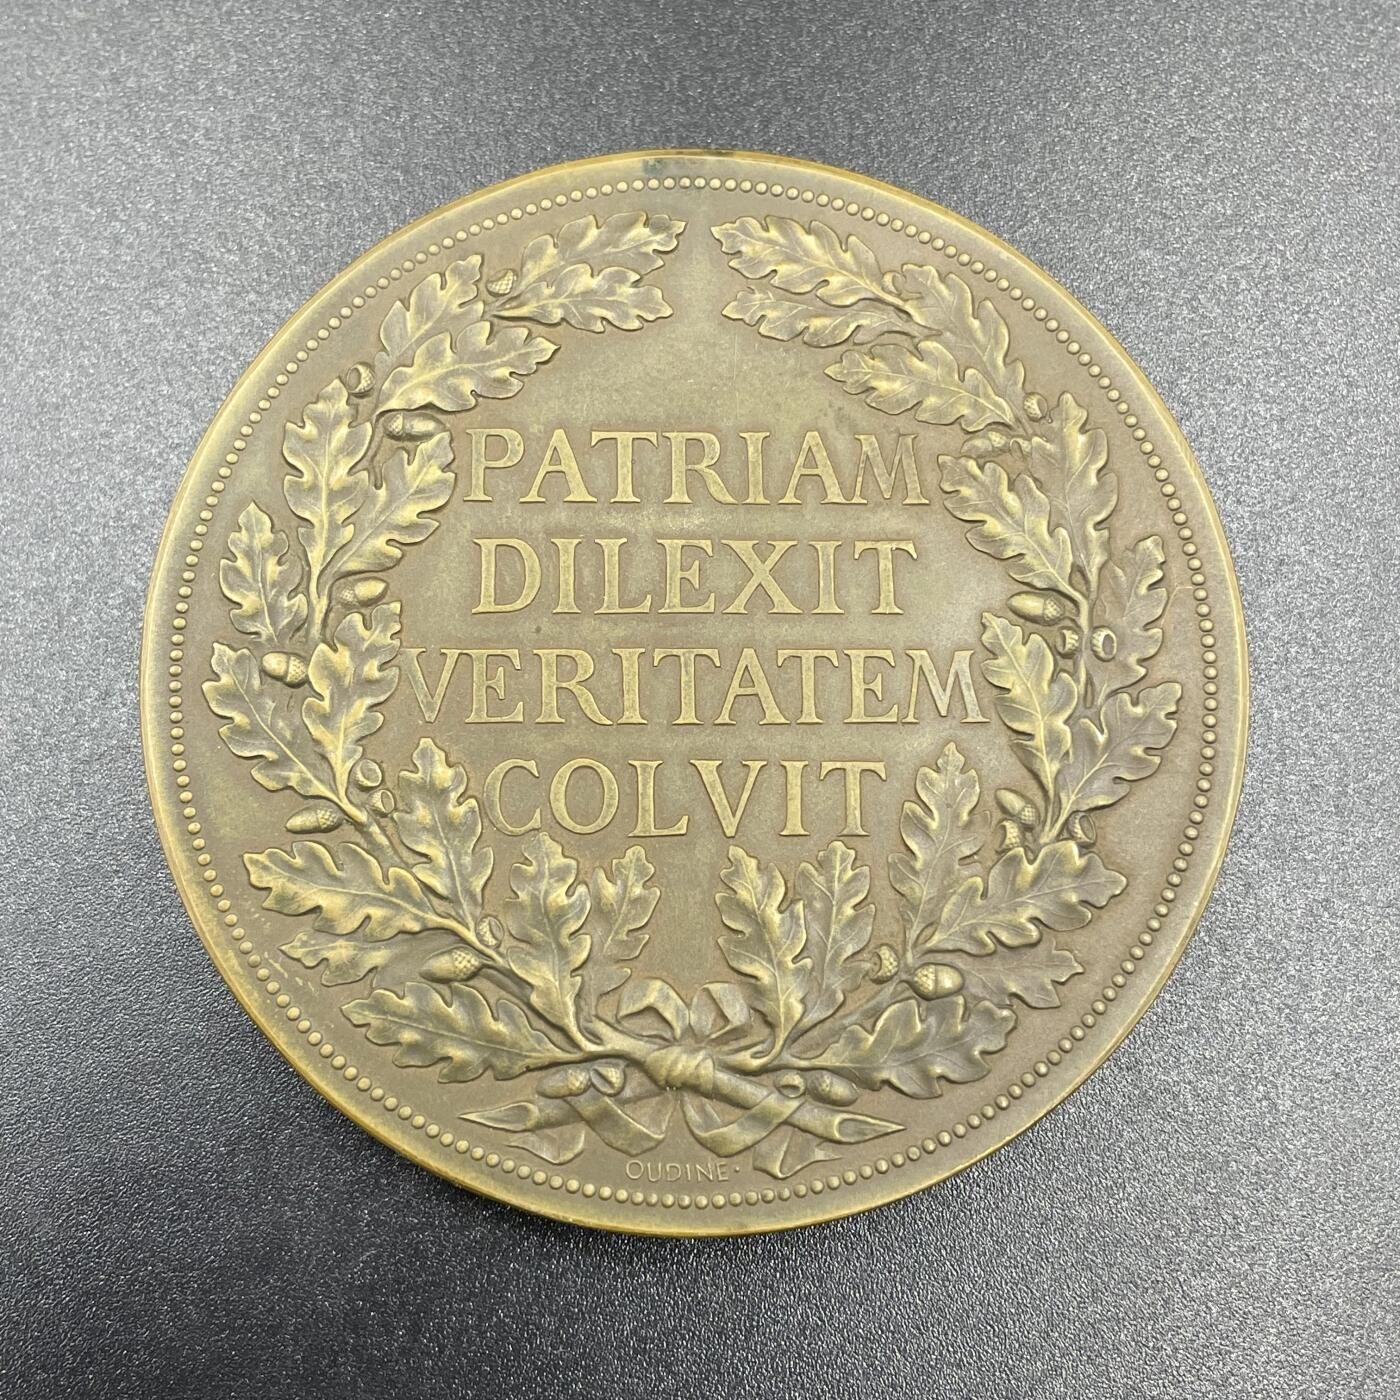 PATRIAM
DILEXIT
VERITATEM
COLVIT
OUDINE·